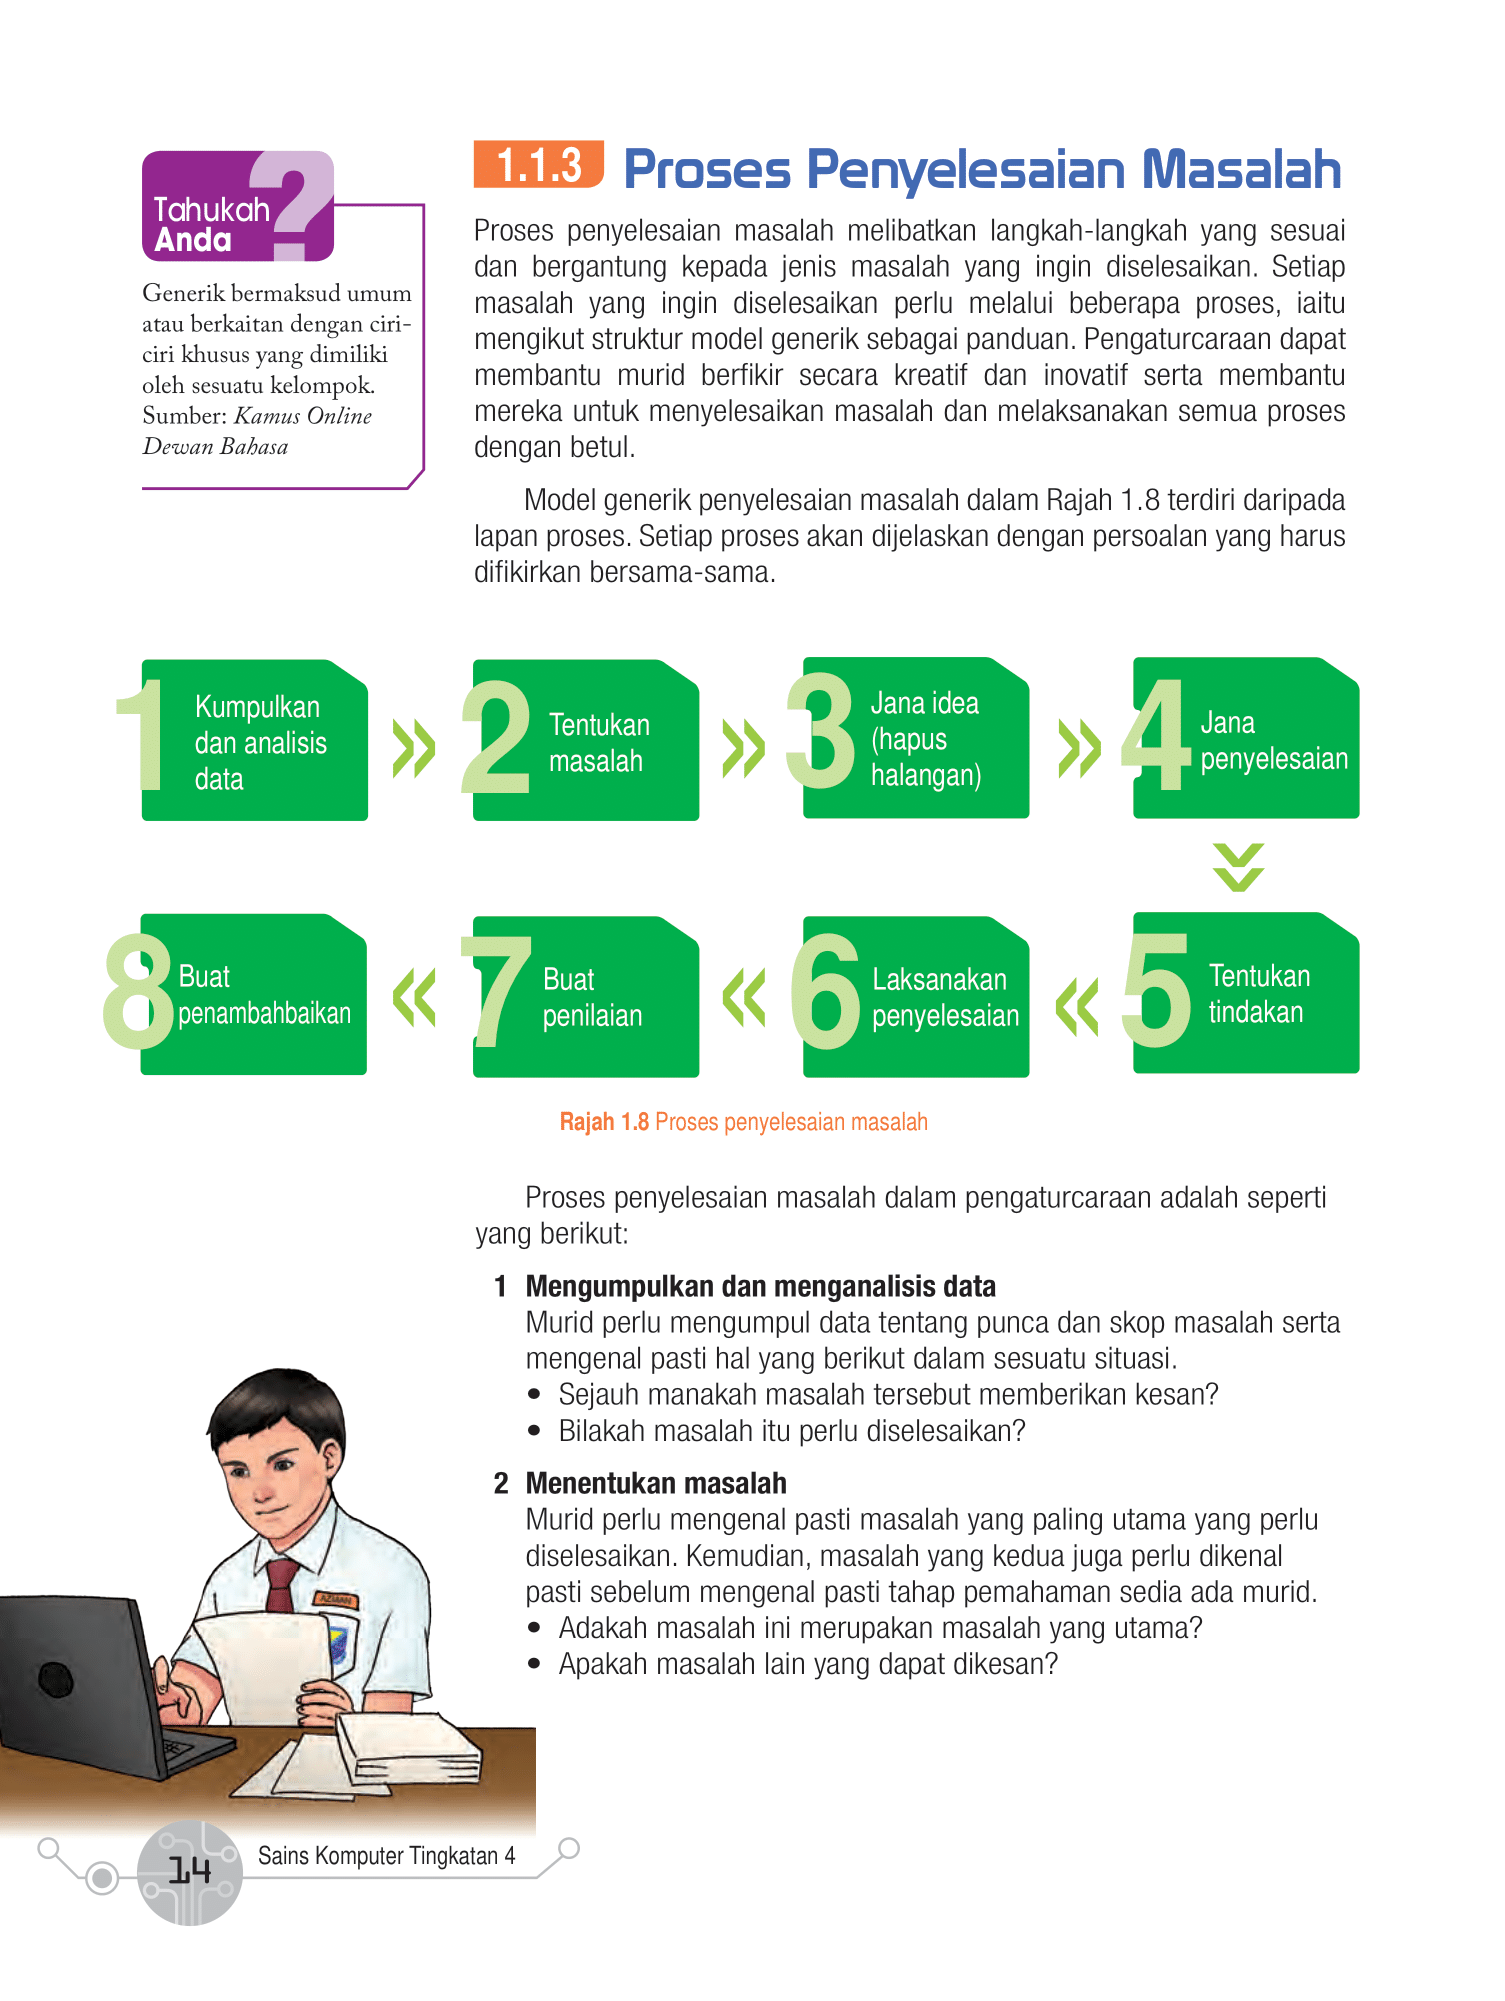 1.1.3 Proses Penyelesaian Masalah
Tahukah
Anda
?
Generik bermaksud umum
atau berkaitan dengan ciri-
ciri khusus yang dimiliki
oleh sesuatu kelompok.
Sumber: Kamus Online
Dewan Bahasa
Proses penyelesaian masalah melibatkan langkah-langkah yang sesuai
dan bergantung kepada jenis masalah yang ingin diselesaikan. Setiap
masalah yang ingin diselesaikan perlu melalui beberapa proses, iaitu
mengikut struktur model generik sebagai panduan. Pengaturcaraan dapat
membantu murid berfikir secara kreatif dan inovatif serta membantu
mereka untuk menyelesaikan masalah dan melaksanakan semua proses
dengan betul.
Model generik penyelesaian masalah dalam Rajah 1.8 terdiri daripada
lapan proses. Setiap proses akan dijelaskan dengan persoalan yang harus
difikirkan bersama-sama.
1
Kumpulkan
dan analisis
data
2
Tentukan
masalah
3
Jana idea
(hapus
halangan)
4
Jana
penyelesaian
5
Tentukan
tindakan
6
Laksanakan
penyelesaian
7
Buat
penilaian
8
Buat
penambahbaikan
Rajah 1.8 Proses penyelesaian masalah
Proses penyelesaian masalah dalam pengaturcaraan adalah seperti
yang berikut:
1 Mengumpulkan dan menganalisis data
Murid perlu mengumpul data tentang punca dan skop masalah serta
mengenal pasti hal yang berikut dalam sesuatu situasi.
• Sejauh manakah masalah tersebut memberikan kesan?
• Bilakah masalah itu perlu diselesaikan?
2 Menentukan masalah
Murid perlu mengenal pasti masalah yang paling utama yang perlu
diselesaikan. Kemudian, masalah yang kedua juga perlu dikenal
pasti sebelum mengenal pasti tahap pemahaman sedia ada murid.
• Adakah masalah ini merupakan masalah yang utama?
• Apakah masalah lain yang dapat dikesan?
AZMAN
14
Sains Komputer Tingkatan 4